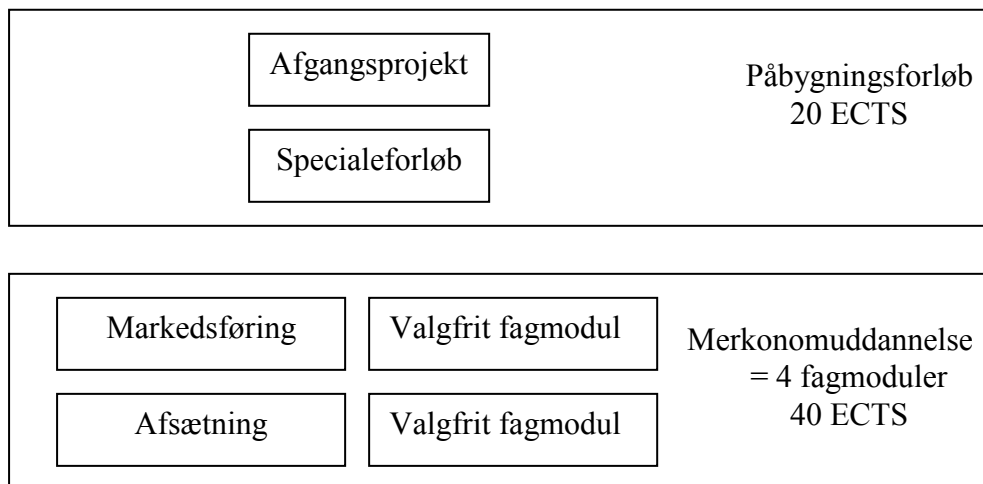 Afgangsprojekt
Specialeforløb
Påbygningsforløb
20 ECTS
Markedsføring
Valgfrit fagmodul
Afsætning
Valgfrit fagmodul
Merkonomuddannelse
= 4 fagmoduler
40 ECTS